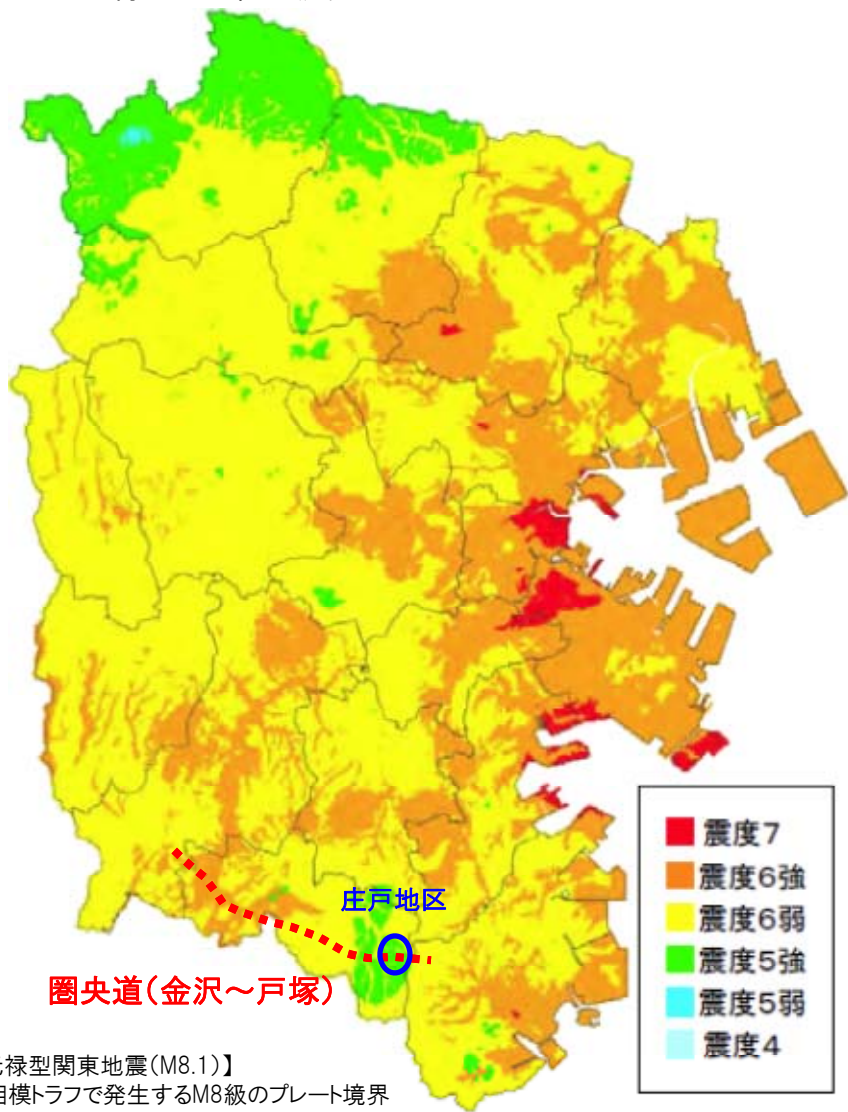 庄戸地区
圏央道(金沢～戸塚)
震度7
震度6強
震度6弱
震度5強
震度5弱
震度4
禄型関東地震(M8.1)】
模トラフで発生するM8級のプレート境界